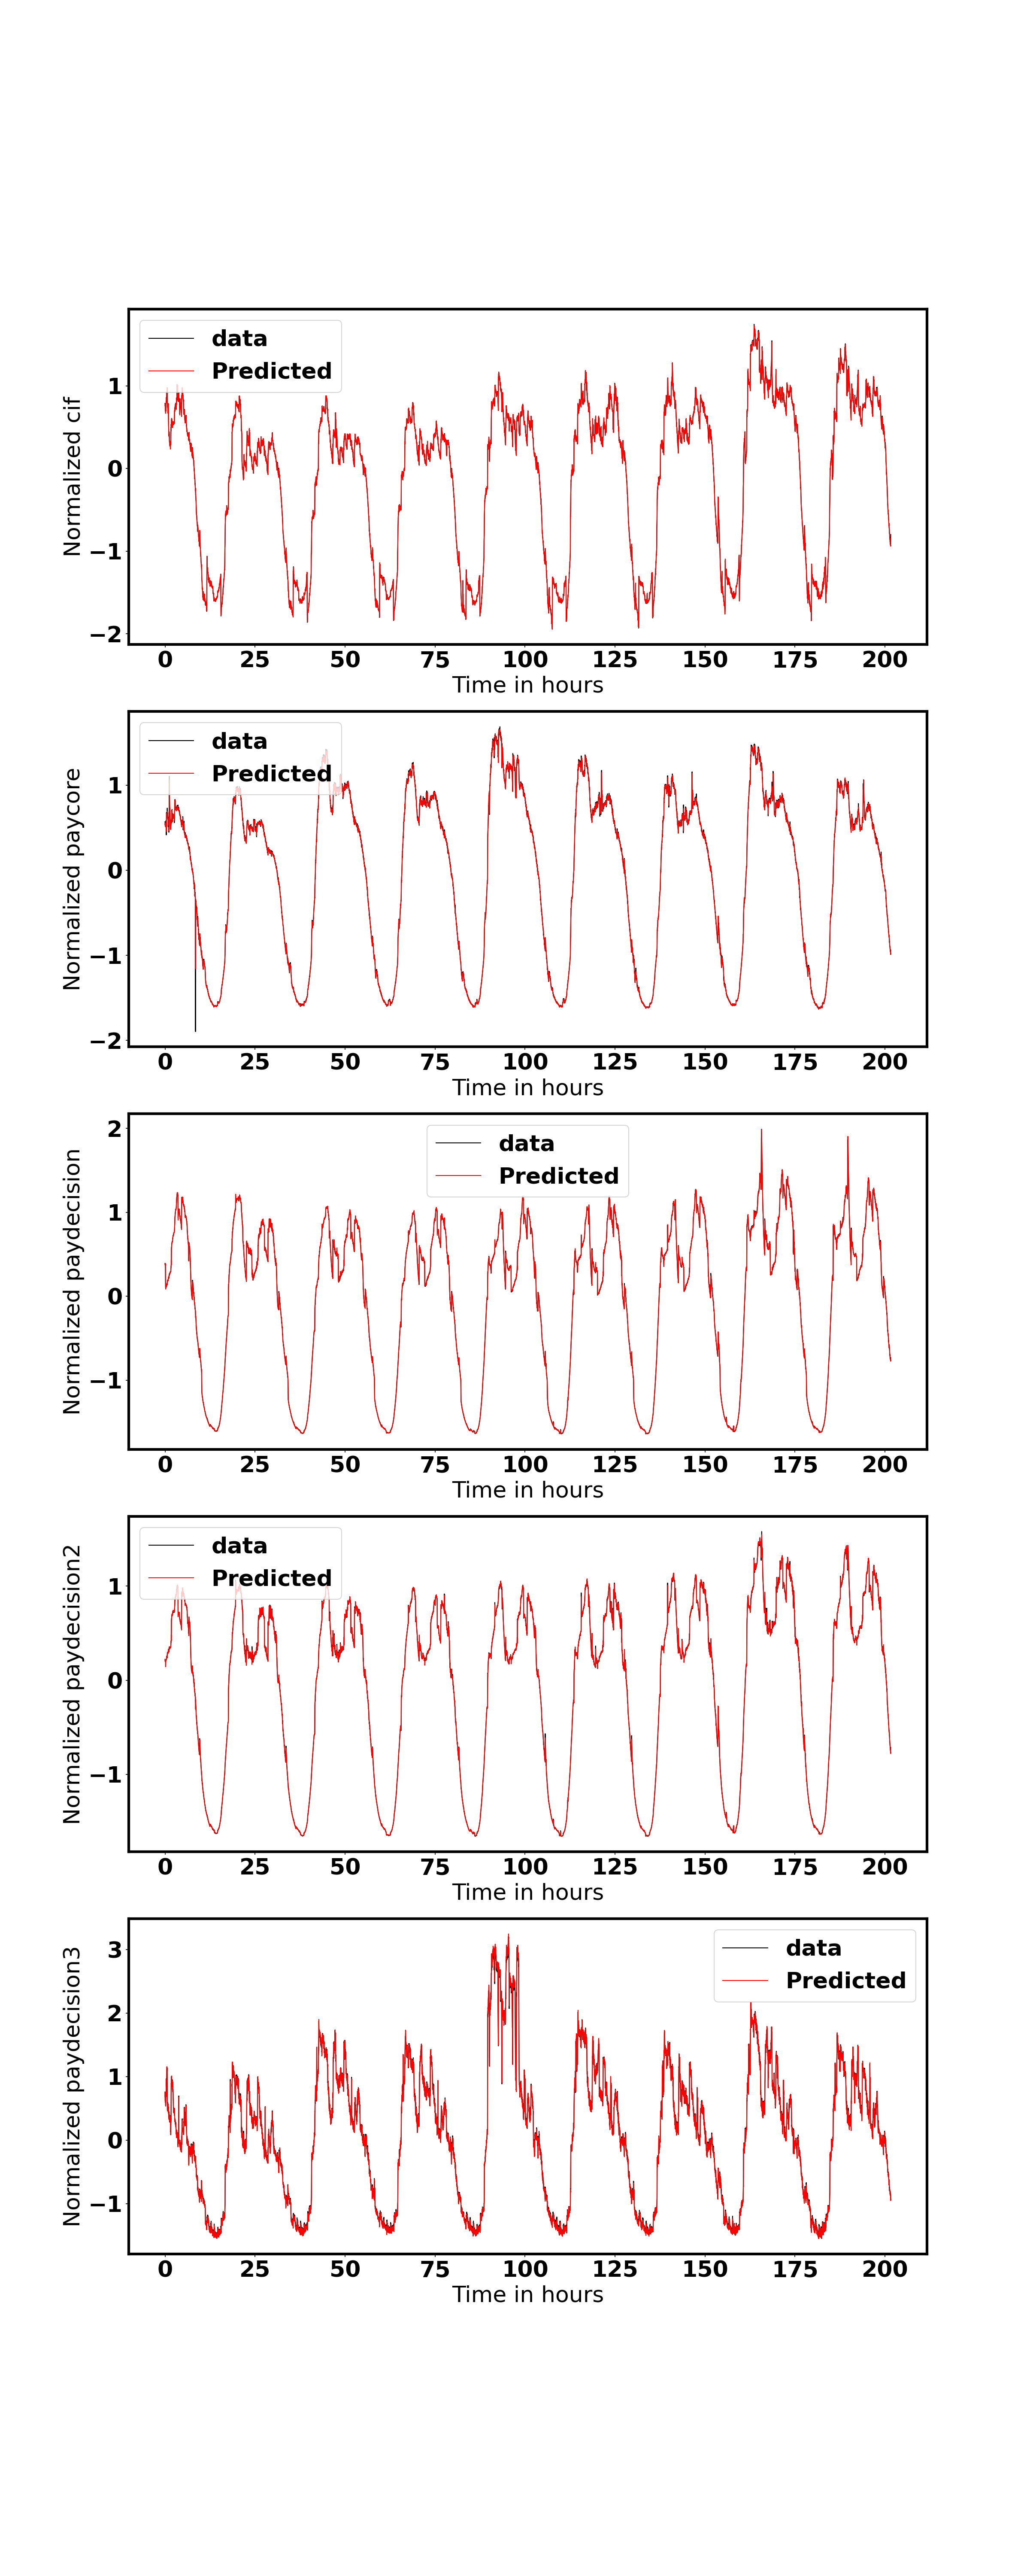 data
Predicted
Normalized cif
1
0
−1
−2
0 25 50 75 100 125 150 175 200
Time in hours
data
Predicted
Normalized paycore
1
0
−1
−2
0 25 50 75 100 125 150 175 200
Time in hours
data
Predicted
Normalized paydecision
2
1
0
−1
0 25 50 75 100 125 150 175 200
Time in hours
data
Predicted
Normalized paydecision2
1
0
−1
0 25 50 75 100 125 150 175 200
Time in hours
data
Predicted
Normalized paydecision3
3
2
1
0
−1
0 25 50 75 100 125 150 175 200
Time in hours